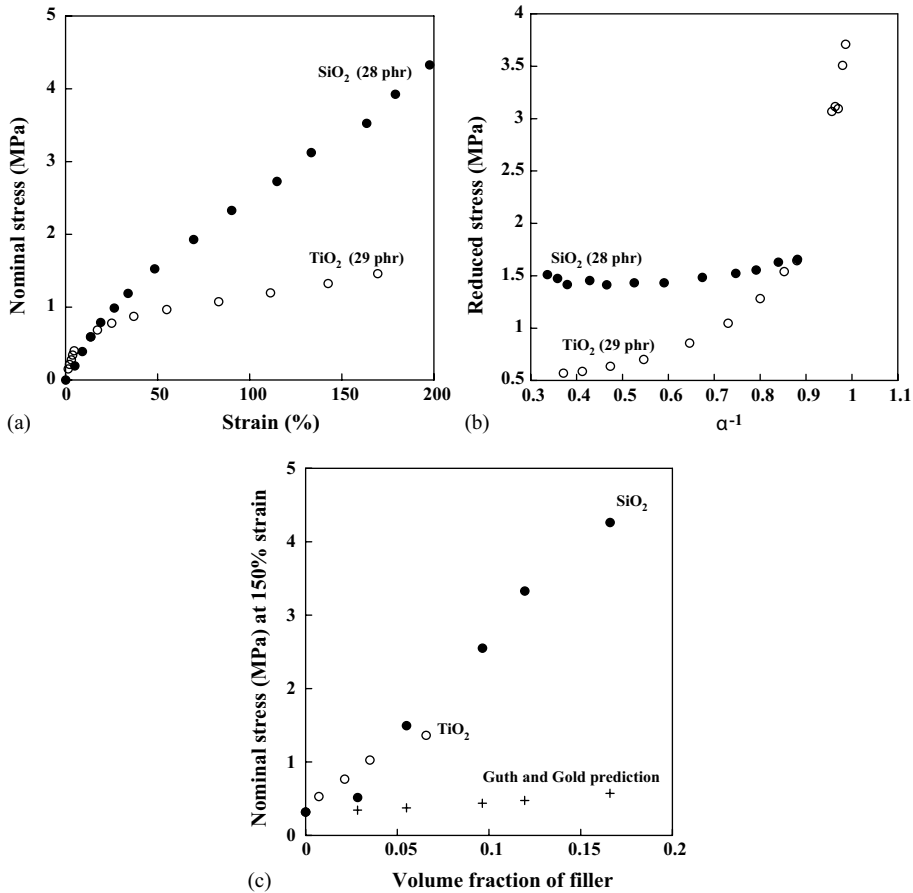 Nominal stress (MPa)
5
4
3
2
1
0
SiO2 (28 phr)
TiO2 (29 phr)
0 50 100 150 200
(a) Strain (%)
Reduced stress (MPa)
4
3.5
3
2.5
2
1.5
1
0.5
SiO2 (28 phr)
TiO2 (29 phr)
0.3 0.4 0.5 0.6 0.7 0.8 0.9 1 1.1
(b) α-1
Nominal stress (MPa) at 150% strain
5
4
3
2
1
0
SiO2
TiO2
Guth and Gold prediction
0 0.05 0.1 0.15 0.2
(c) Volume fraction of filler